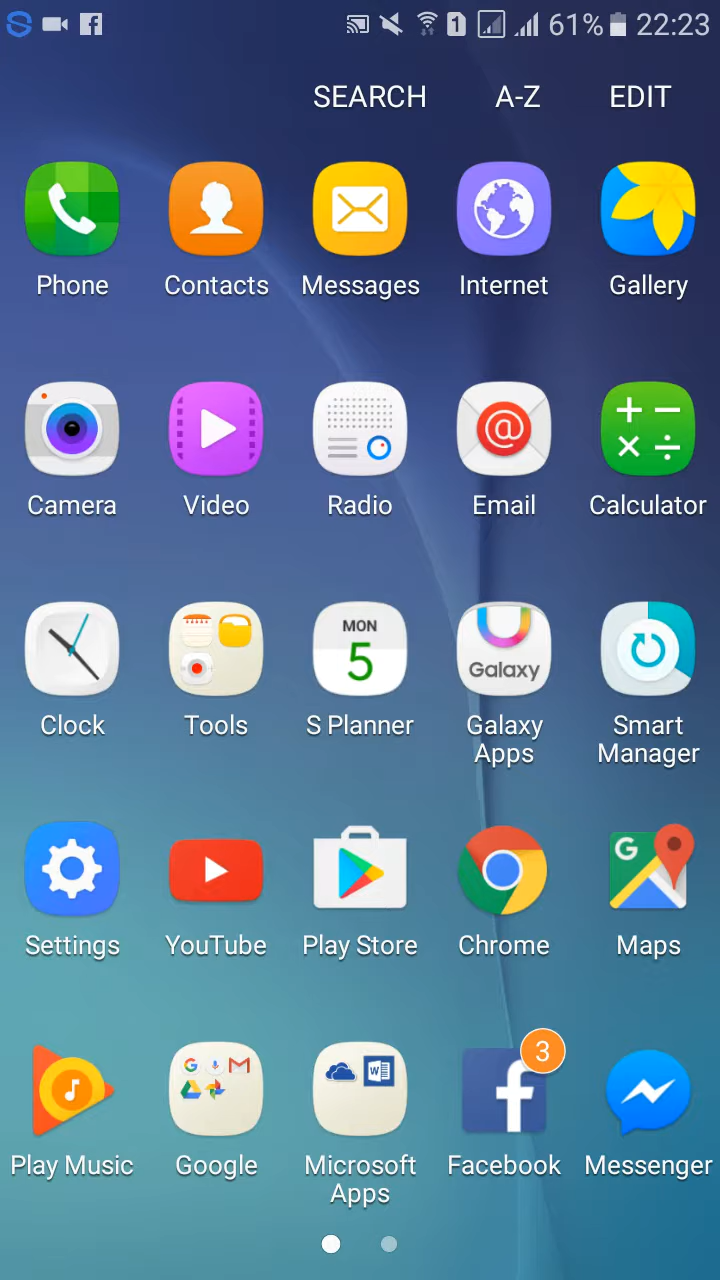 1 61% 22:23
SEARCH A-Z EDIT
Phone Contacts Messages Internet Gallery
Camera Video Radio Email Calculator
MON
5
Galaxy
Clock Tools S Planner Galaxy Apps Smart Manager
G
Settings YouTube Play Store Chrome Maps
3
Play Music Google Microsoft Apps Facebook Messenger